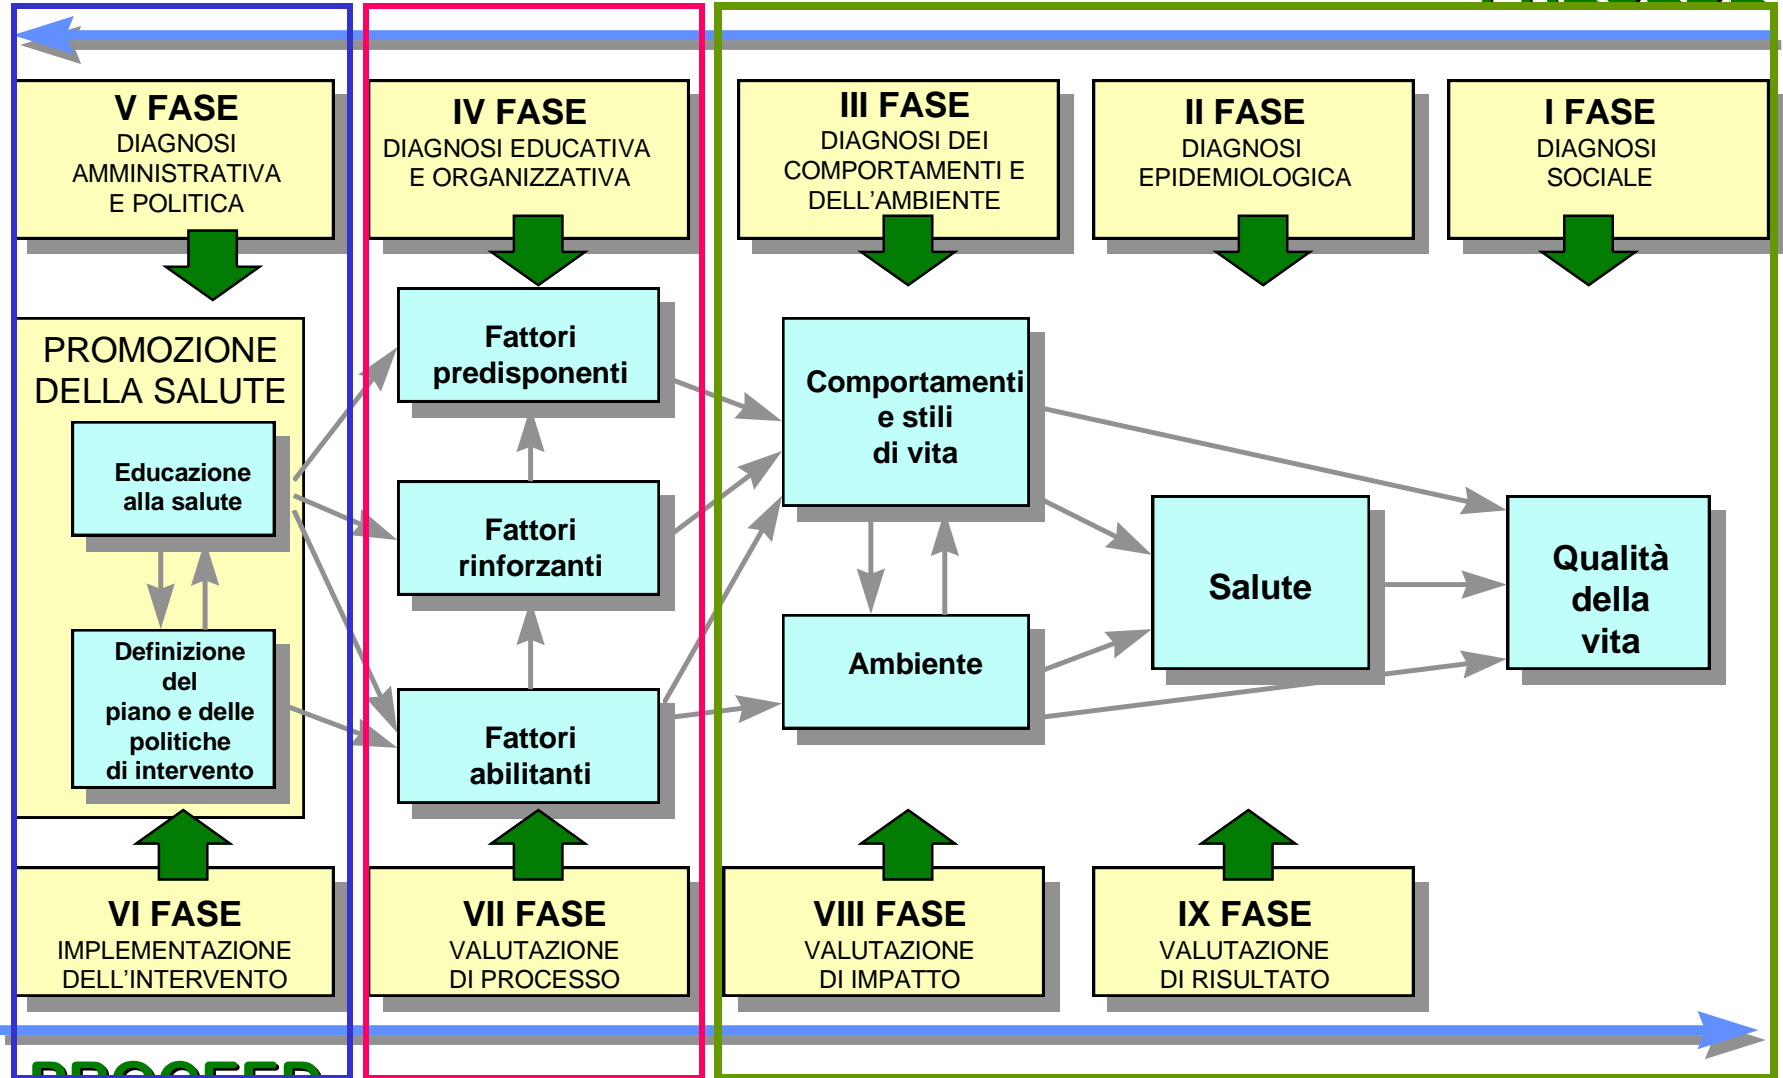 V FASE
DIAGNOSI
AMMINISTRATIVA
E POLITICA
IV FASE
DIAGNOSI EDUCATIVA
E ORGANIZZATIVA
III FASE
DIAGNOSI DEI
COMPORTAMENTI E
DELL’AMBIENTE
II FASE
DIAGNOSI
EPIDEMIOLOGICA
I FASE
DIAGNOSI
SOCIALE
PROMOZIONE
DELLA SALUTE
Educazione
alla salute
Definizione
del
piano e delle
politiche
di intervento
Fattori
predisponenti
Fattori
rinforzanti
Fattori
abilitanti
Comportamenti
e stili
di vita
Ambiente
Salute
Qualità
della
vita
VI FASE
IMPLEMENTAZIONE
DELL’INTERVENTO
VII FASE
VALUTAZIONE
DI PROCESSO
VIII FASE
VALUTAZIONE
DI IMPATTO
IX FASE
VALUTAZIONE
DI RISULTATO
PROCEED